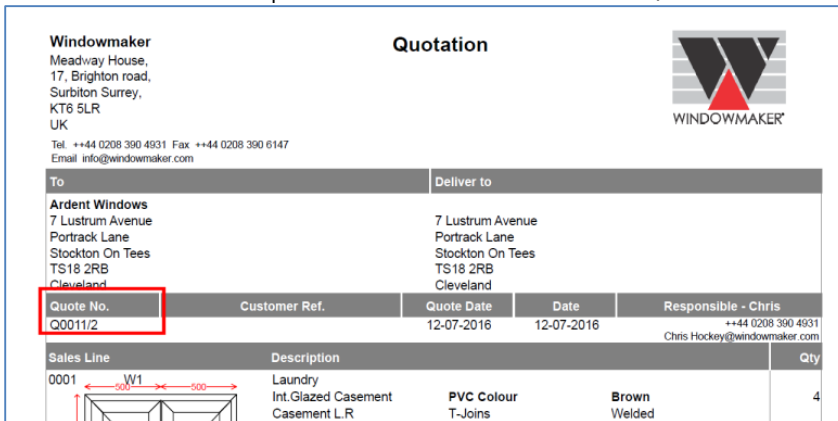 Windowmaker
Meadway House,
17, Brighton road,
Surbiton Surrey,
KT6 5LR
UK
Tel. ++44 0208 390 4931 Fax ++44 0208 390 6147
Email info@windowmaker.com
Quotation
WINDOWMAKER®
To Deliver to
Ardent Windows
7 Lustrum Avenue 7 Lustrum Avenue
Portrack Lane Portrack Lane
Stockton On Tees Stockton On Tees
TS18 2RB TS18 2RB
Cleveland Cleveland
Quote No. Customer Ref. Quote Date Date Responsible - Chris
Q0011/2 12-07-2016 12-07-2016 ++44 0208 390 4931
Chris Hockey@windowmaker.com
Sales Line Description Qty
0001 W1 Laundry
500 500
Int.Glazed Casement PVC Colour Brown 4
Casement L.R T-Joins Welded